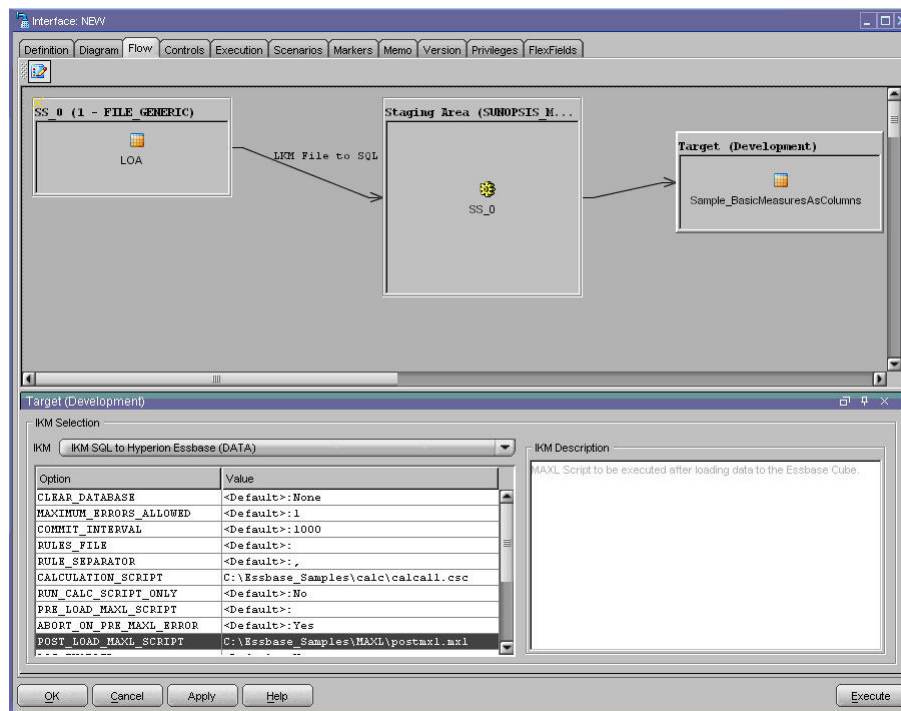 Interface: NEW
Definition Diagram Flow Controls Execution Scenarios Markers Memo Version Privileges FlexFields
SS_0 (1 - FILE_GENERIC)
LOA
LKM File to SQL
Staging Area (SUNOPSIS_M...
SS_0
Target (Development)
Sample_BasicMeasuresAsColumns
Target (Development)
IKM Selection
IKM IKM SQL to Hyperion Essbase (DATA)
Option Value
CLEAR_DATABASE <Default>:None
MAXIMUM_ERRORS_ALLOWED <Default>:1
COMMIT_INTERVAL <Default>:1000
RULES_FILE <Default>:
RULE_SEPARATOR <Default>:,
CALCULATION_SCRIPT C:\Essbase_Samples\calc\calcall.csc
RUN_CALC_SCRIPT_ONLY <Default>:No
PRE_LOAD_MAXL_SCRIPT <Default>:
ABORT_ON_PRE_MAXL_ERROR <Default>:Yes
POST_LOAD_MAXL_SCRIPT C:\Essbase_Samples\MAXL\postmxl.mxl
IKM Description
MAXL Script to be executed after loading data to the Essbase Cube.
OK Cancel Apply Help Execute